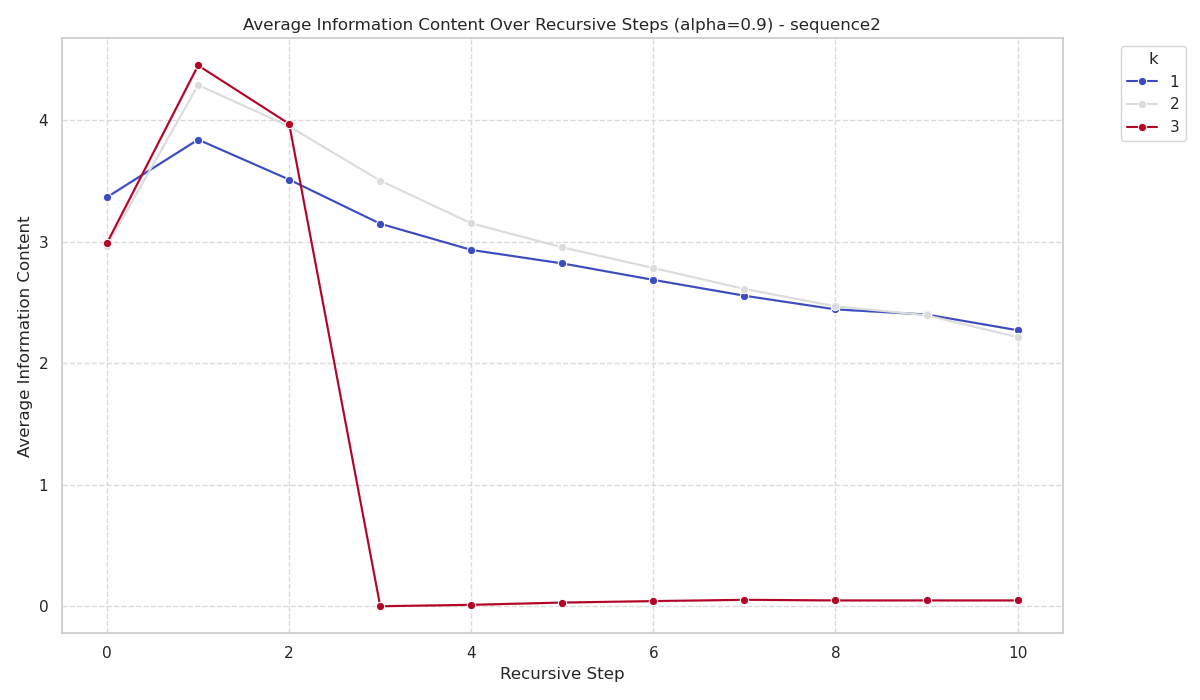 Average Information Content Over Recursive Steps (alpha=0.9) - sequence2
k
1
2
3
Average Information Content
4
3
2
1
0
0 2 4 6 8 10
Recursive Step